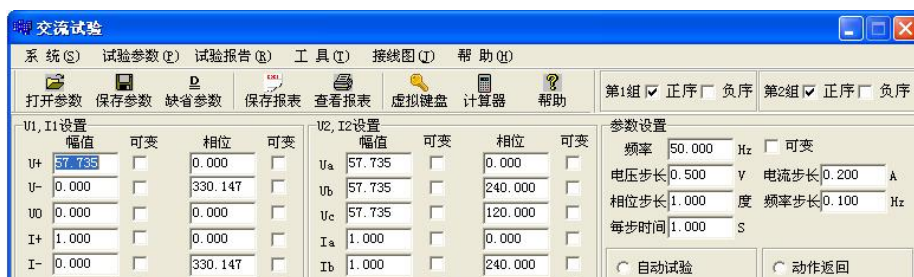 交流试验
系 统(S) 试验参数(P) 试验报告(R) 工 具(T) 接线图(J) 帮 助(H)
打开参数 保存参数 缺省参数 保存报表 查看报表 虚拟键盘 计算器 帮助 第1组 正序 负序 第2组 正序 负序
U1,I1设置 U2,I2设置 参数设置
幅值 可变 相位 可变 幅值 可变 相位 可变
频率 50.000 Hz 可变
U+ 57.735 0.000 Ua 57.735 0.000
电压步长 0.500 V 电流步长 0.200 A
U- 0.000 330.147 Ub 57.735 240.000
相位步长 1.000 度 频率步长 0.100 Hz
U0 0.000 0.000 Uc 57.735 120.000
每步时间 1.000 S
I+ 1.000 0.000 Ia 1.000 0.000
I- 0.000 330.147 Ib 1.000 240.000
自动试验 动作返回